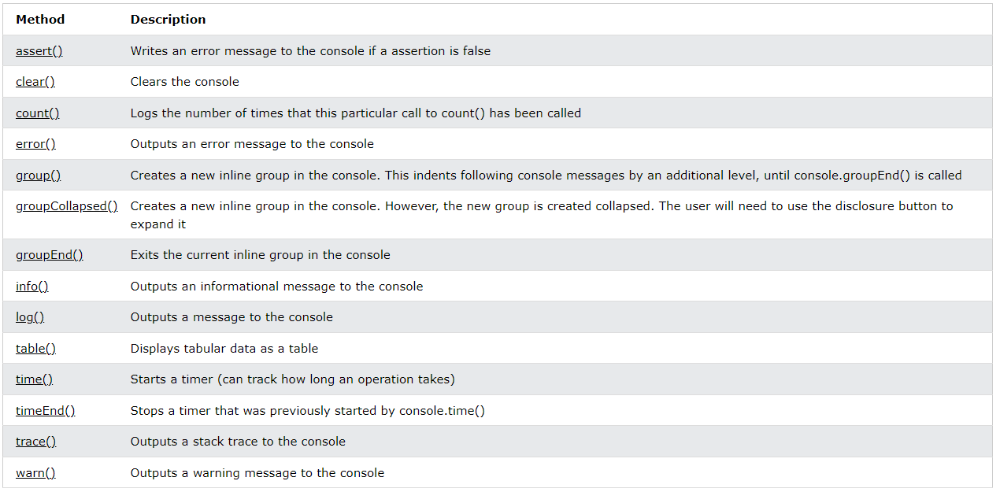 Method Description
assert() Writes an error message to the console if a assertion is false
clear() Clears the console
count() Logs the number of times that this particular call to count() has been called
error() Outputs an error message to the console
group() Creates a new inline group in the console. This indents following console messages by an additional level, until console.groupEnd() is called
groupCollapsed() Creates a new inline group in the console. However, the new group is created collapsed. The user will need to use the disclosure button to
expand it
groupEnd() Exits the current inline group in the console
info() Outputs an informational message to the console
log() Outputs a message to the console
table() Displays tabular data as a table
time() Starts a timer (can track how long an operation takes)
timeEnd() Stops a timer that was previously started by console.time()
trace() Outputs a stack trace to the console
warn() Outputs a warning message to the console